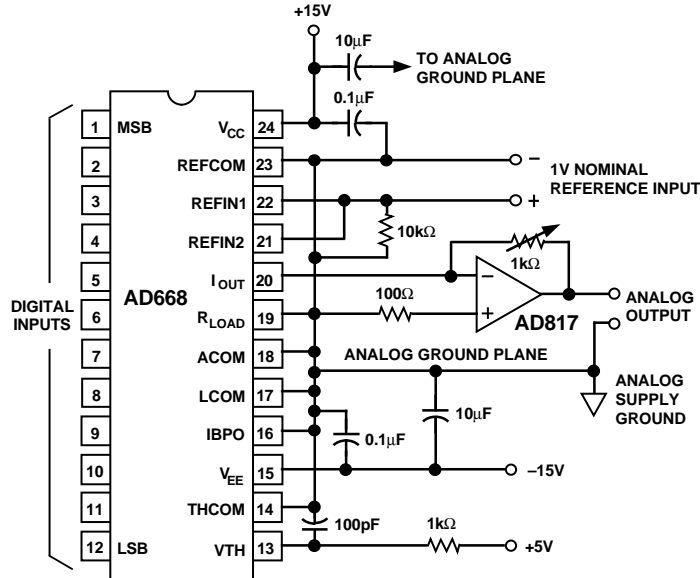 +15V
10µF
TO ANALOG
GROUND PLANE
0.1µF
1 MSB
VCC 24
2
REFCOM 23
–
1V NOMINAL
REFERENCE INPUT
3
REFIN1 22
+
10kΩ
4
REFIN2 21
1kΩ
5
IOUT 20
–
DIGITAL
INPUTS
AD668
100Ω
+
AD817
ANALOG
OUTPUT
6
RLOAD 19
7
ACOM 18
ANALOG GROUND PLANE
8
LCOM 17
ANALOG
SUPPLY
GROUND
10µF
9
IBPO 16
0.1µF
10
VEE 15
–15V
11
THCOM 14
100pF
1kΩ
12 LSB
VTH 13
+5V